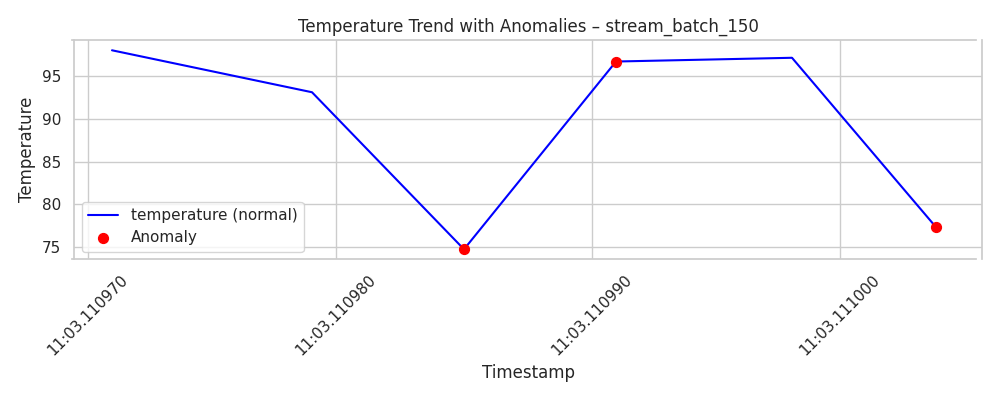 Temperature Trend with Anomalies – stream_batch_150
Temperature
95
90
85
80
75
temperature (normal)
Anomaly
11:03.110970
11:03.110980
11:03.110990
11:03.111000
Timestamp